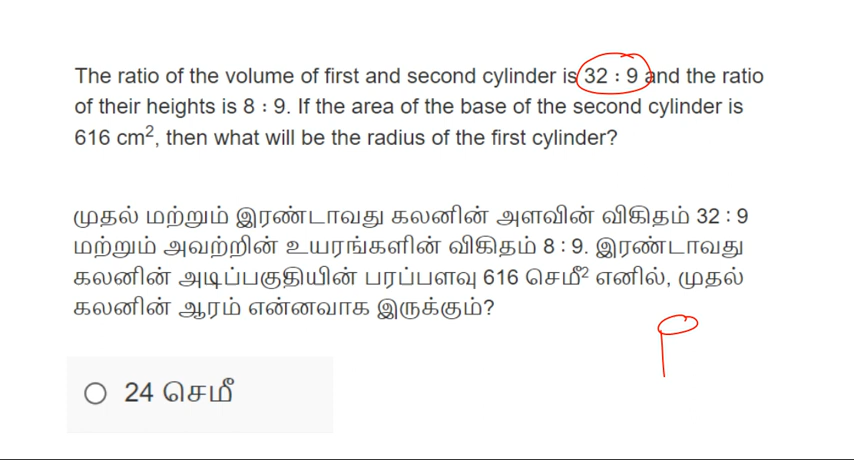 The ratio of the volume of first and second cylinder is 32 : 9 and the ratio
of their heights is 8 : 9. If the area of the base of the second cylinder is
616 cm², then what will be the radius of the first cylinder?
முதல் மற்றும் இரண்டாவது கலனின் அளவின் விகிதம் 32 : 9
மற்றும் அவற்றின் உயரங்களின் விகிதம் 8 : 9. இரண்டாவது
கலனின் அடிப்பகுதியின் பரப்பளவு 616 செமீ² எனில், முதல்
கலனின் ஆரம் என்னவாக இருக்கும்?
24 செமீ